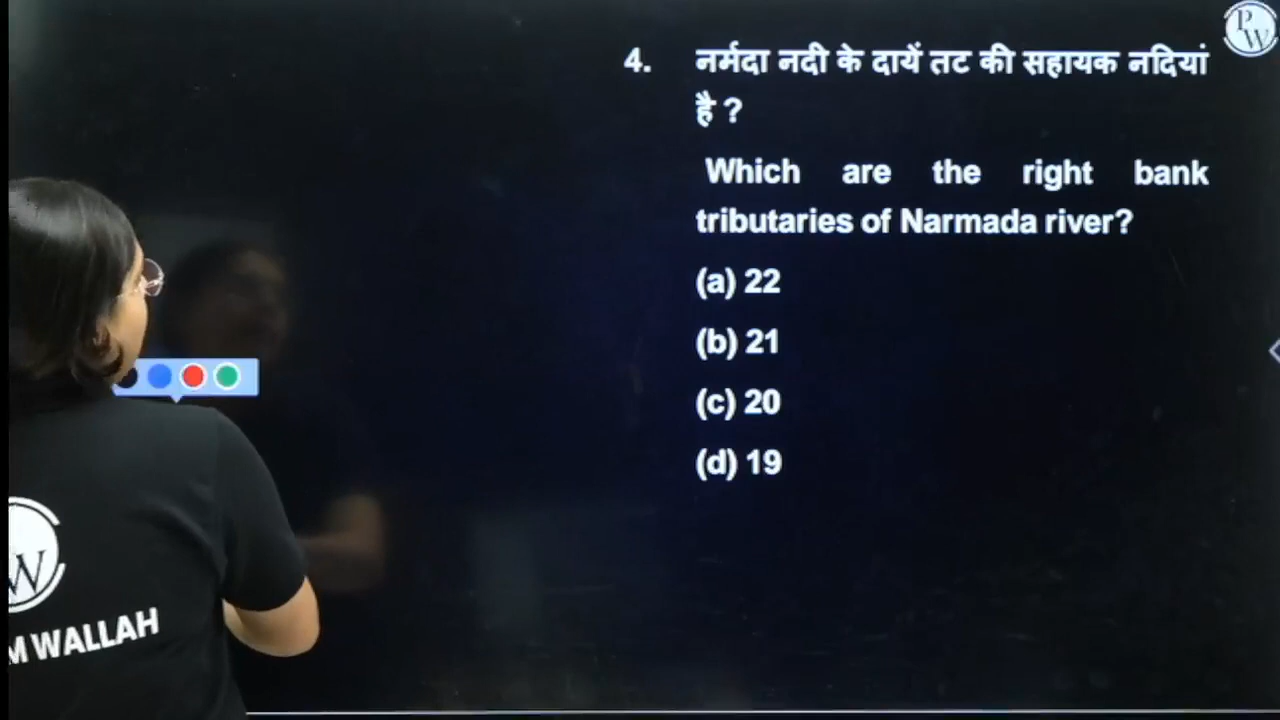 PW
4. नर्मदा नदी के दायें तट की सहायक नदियां
है ?
Which are the right bank
tributaries of Narmada river?
(a) 22
(b) 21
(c) 20
(d) 19
W
M WALLAH